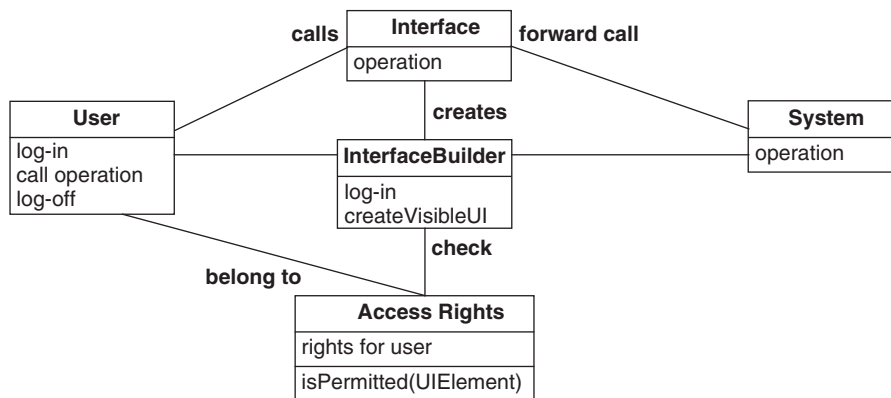 Interface
operation
calls
forward call
User
log-in
call operation
log-off
creates
System
operation
InterfaceBuilder
log-in
createVisibleUI
check
belong to
Access Rights
rights for user
isPermitted(UIElement)